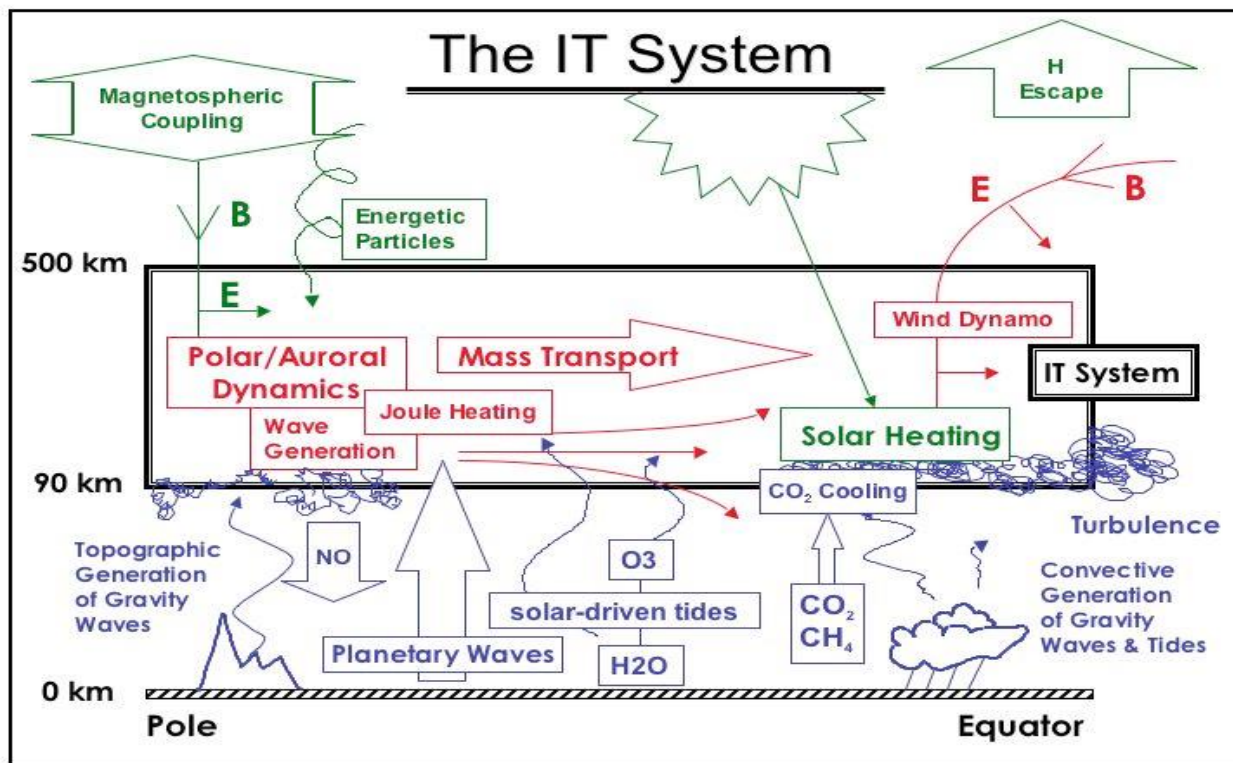 The IT System
Magnetospheric
Coupling
H
Escape
B
Energetic
Particles
E
B
500 km
E
Wind Dynamo
Polar/Auroral
Dynamics
Mass Transport
IT System
Joule Heating
Wave
Generation
Solar Heating
90 km
CO₂ Cooling
Turbulence
Topographic
Generation
of Gravity
Waves
NO
O3
solar-driven tides
H2O
Planetary Waves
CO₂
CH₄
Convective
Generation
of Gravity
Waves & Tides
0 km
Pole
Equator